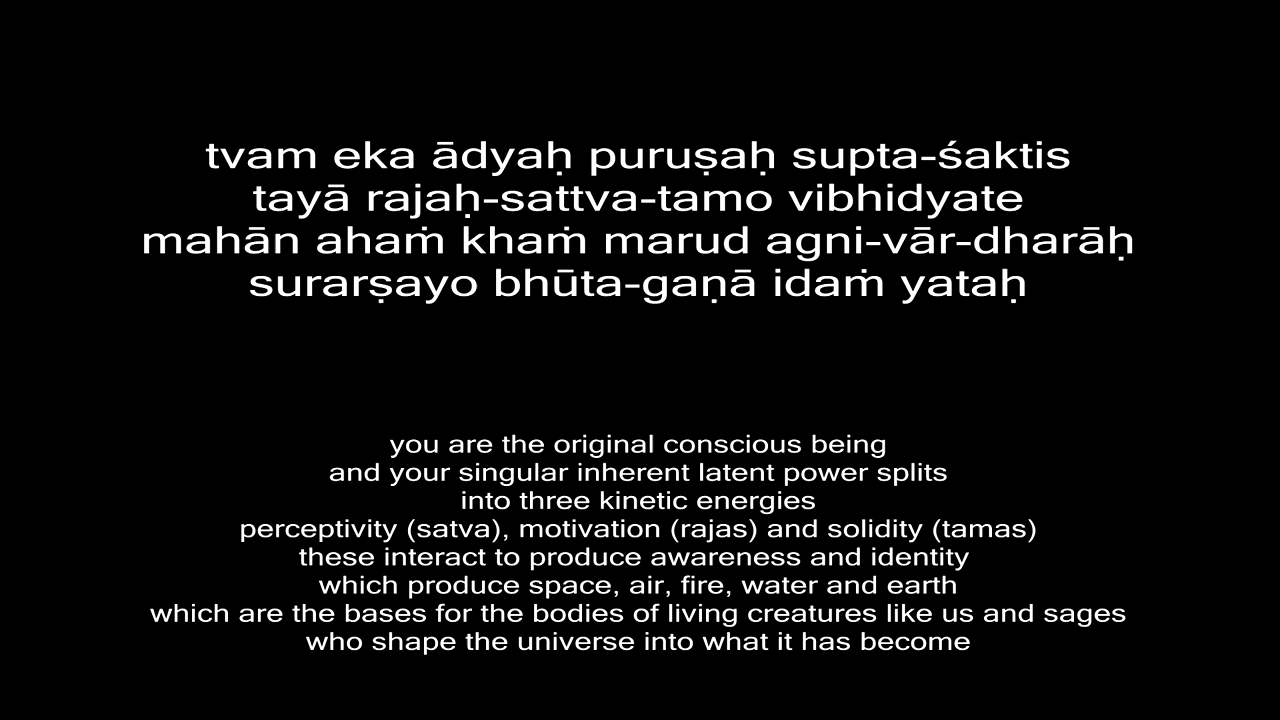 tvam eka ādyaḥ puruṣaḥ supta-śaktis
tayā rajaḥ-sattva-tamo vibhidyate
mahān ahaṁ khaṁ marud agni-vār-dharāḥ
surarṣayo bhūta-gaṇā idaṁ yataḥ
you are the original conscious being
and your singular inherent latent power splits
into three kinetic energies
perceptivity (satva), motivation (rajas) and solidity (tamas)
these interact to produce awareness and identity
which produce space, air, fire, water and earth
which are the bases for the bodies of living creatures like us and sages
who shape the universe into what it has become